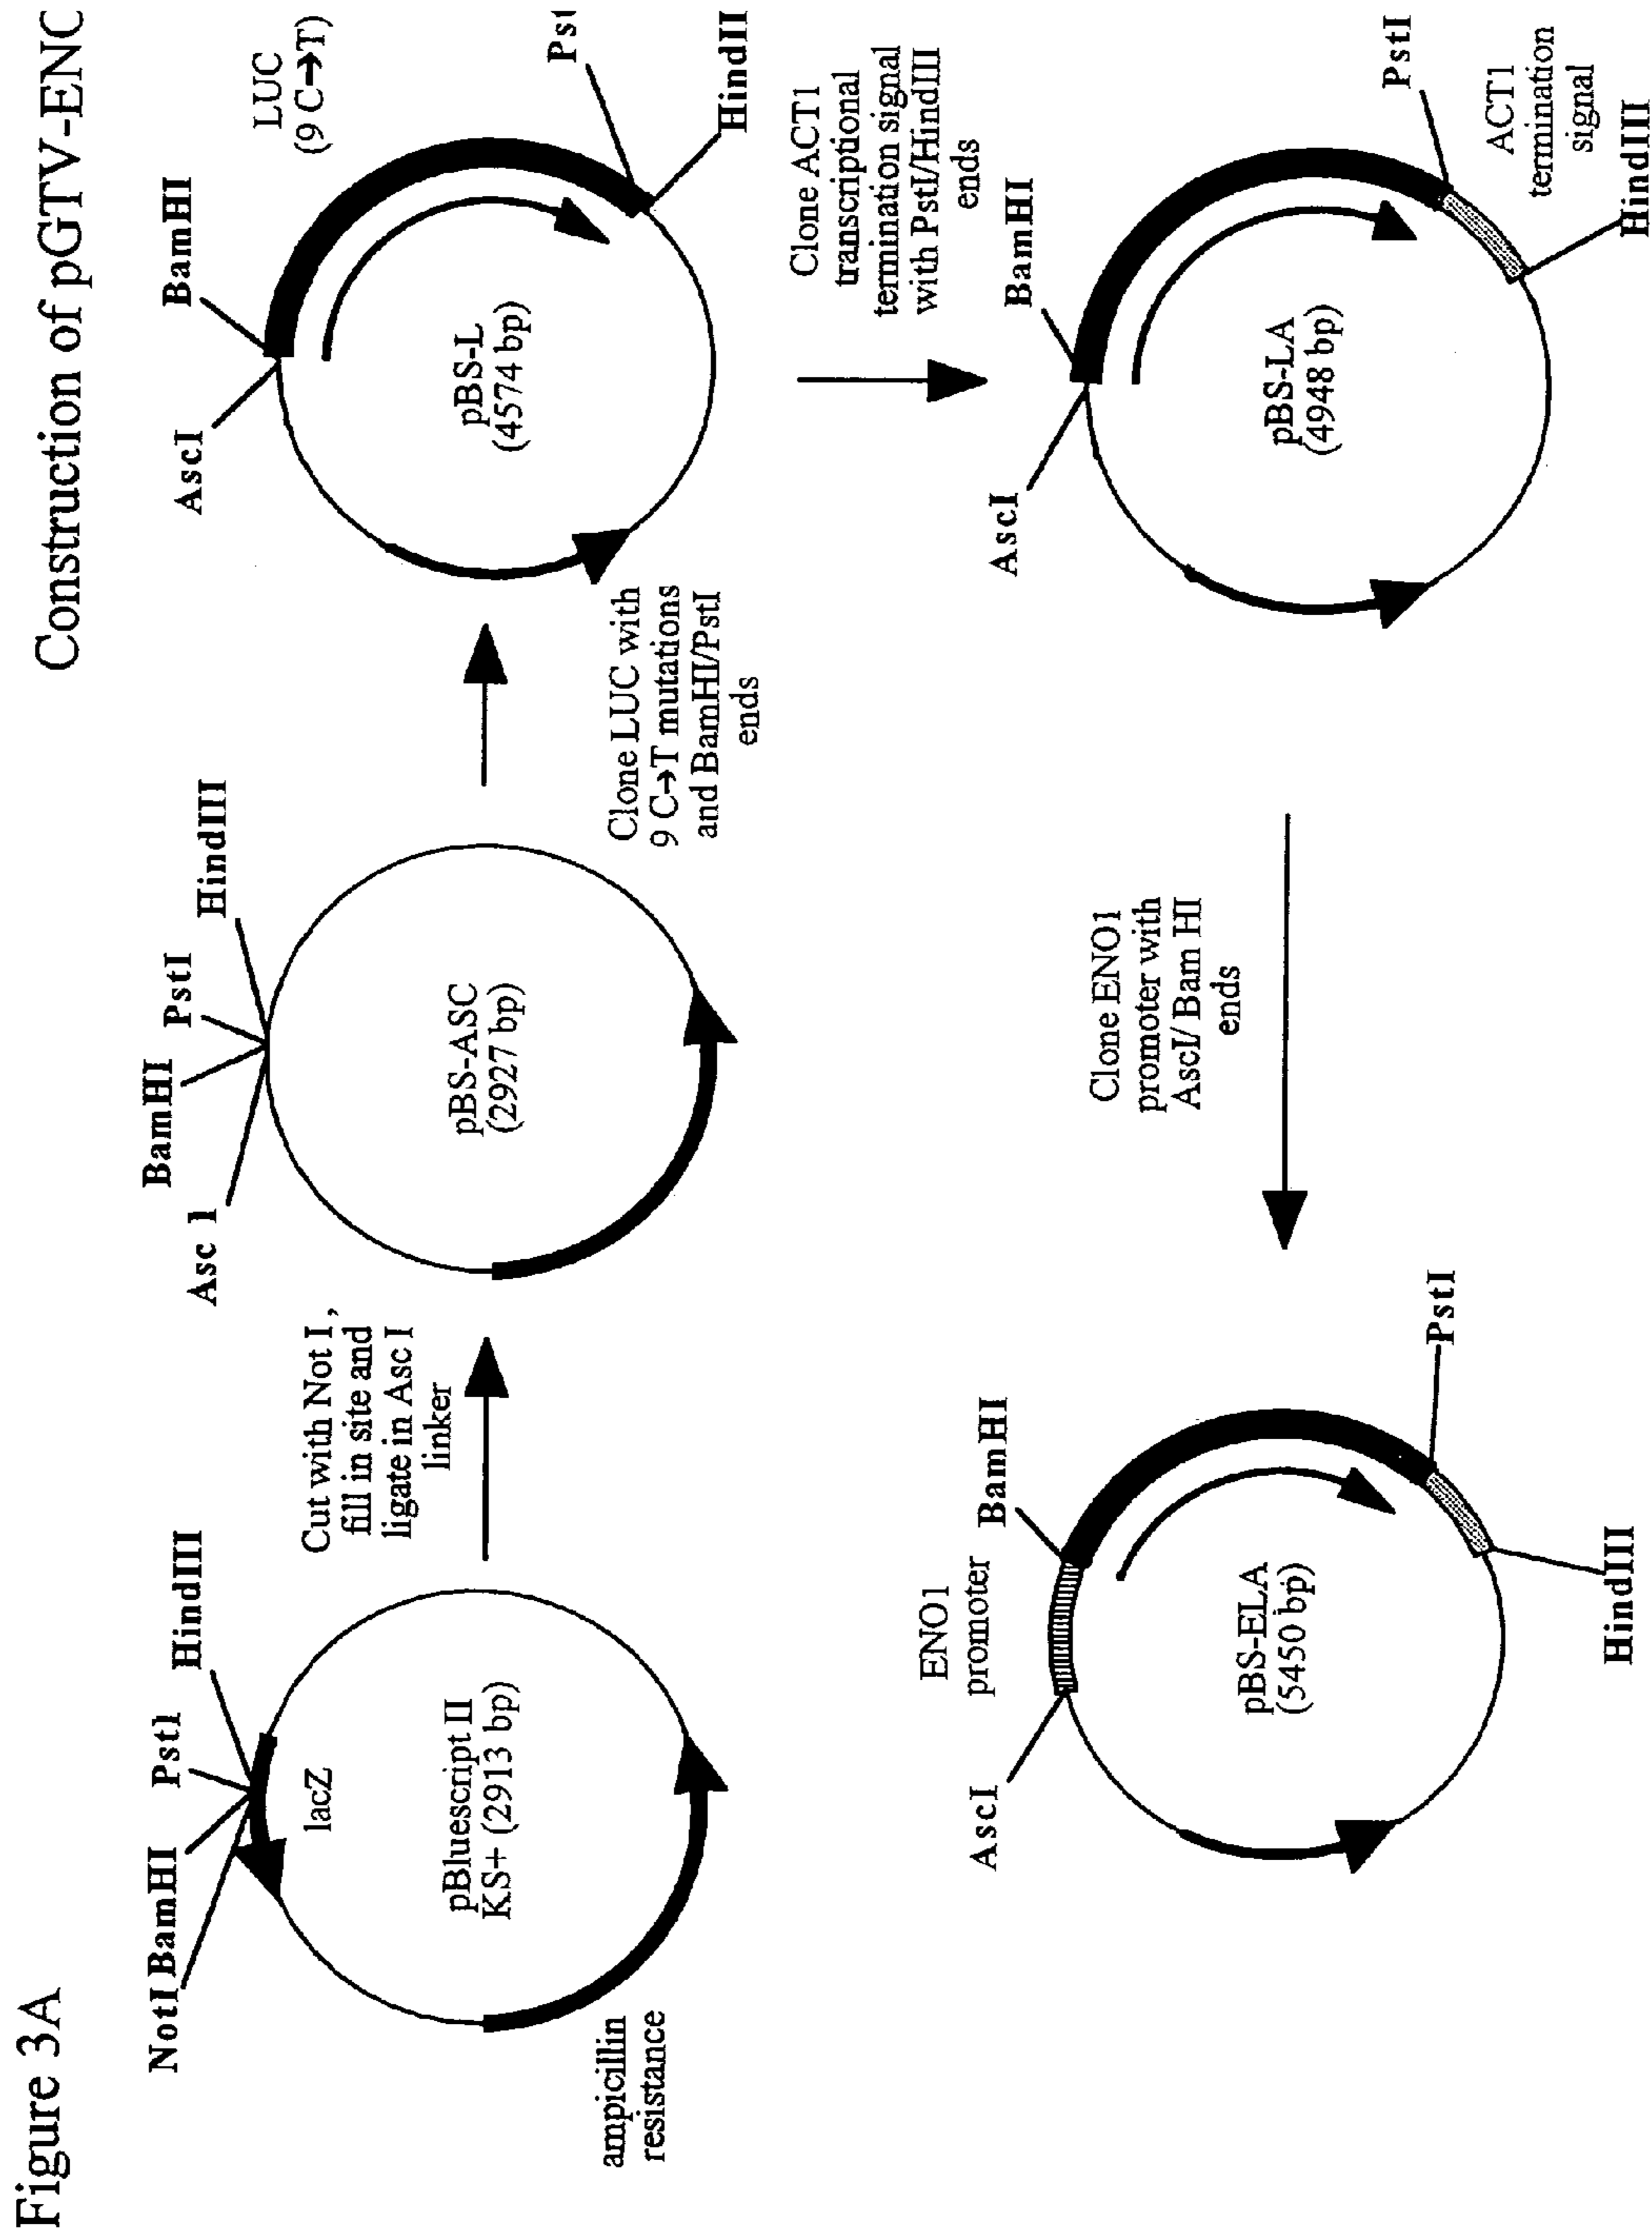 Figure 3A
Construction of pGTV-ENO
NotI BamHI
PstI
HindIII
lacZ
pBluescript II
KS+ (2913 bp)
ampicillin
resistance
Cut with Not I,
fill in site and
ligate in Asc I
linker
Asc I
BamHI
PstI
HindIII
pBS-ASC
(2927 bp)
Clone LUC with
9 C→T mutations
and BamHI/PstI
ends
AscI
BamHI
LUC
(9 C→T)
PstI
HindII
pBS-L
(4574 bp)
Clone ACT1
transcriptional
termination signal
with PstI/HindIII
ends
AscI
BamHI
PstI
ACT1
termination
signal
HindIII
pBS-LA
(4948 bp)
Clone ENO1
promoter with
AscI/ Bam HI
ends
AscI
ENO1
promoter
BamHI
PstI
HindIII
pBS-ELA
(5450 bp)